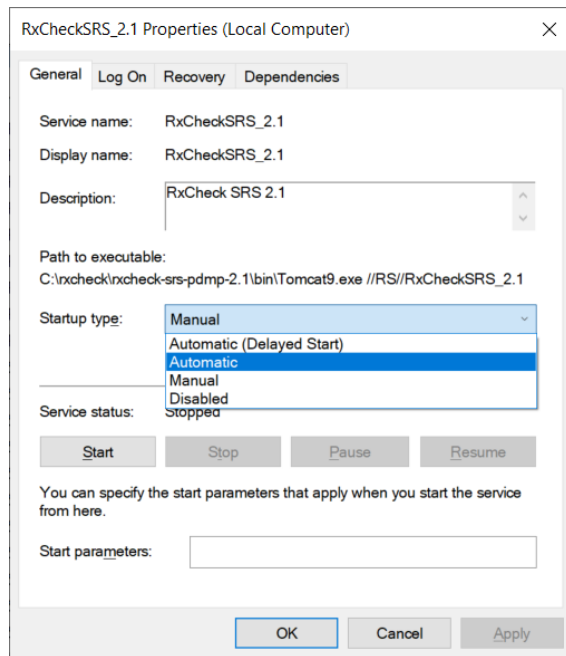 RxCheckSRS_2.1 Properties (Local Computer)
General Log On Recovery Dependencies
Service name: RxCheckSRS_2.1
Display name: RxCheckSRS_2.1
Description: RxCheck SRS 2.1
Path to executable:
C:\rxcheck\rxcheck-srs-pdmp-2.1\bin\Tomcat9.exe //RS//RxCheckSRS_2.1
Startup type: Manual
Automatic (Delayed Start)
Automatic
Manual
Disabled
Service status: Stopped
Start Stop Pause Resume
You can specify the start parameters that apply when you start the service
from here.
Start parameters:
OK Cancel Apply